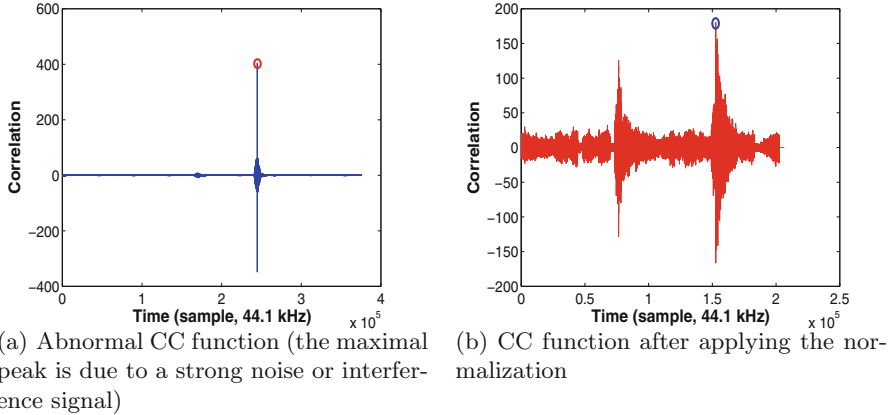 600
400
200
0
−200
−400
Correlation
0
1
2
3
4
x 10^5
Time (sample, 44.1 kHz)
(a) Abnormal CC function (the maximal
peak is due to a strong noise or interfer-
ence signal)
200
150
100
50
0
−50
−100
−150
−200
Correlation
0
0.5
1
1.5
2
2.5
x 10^5
Time (sample, 44.1 kHz)
(b) CC function after applying the nor-
malization